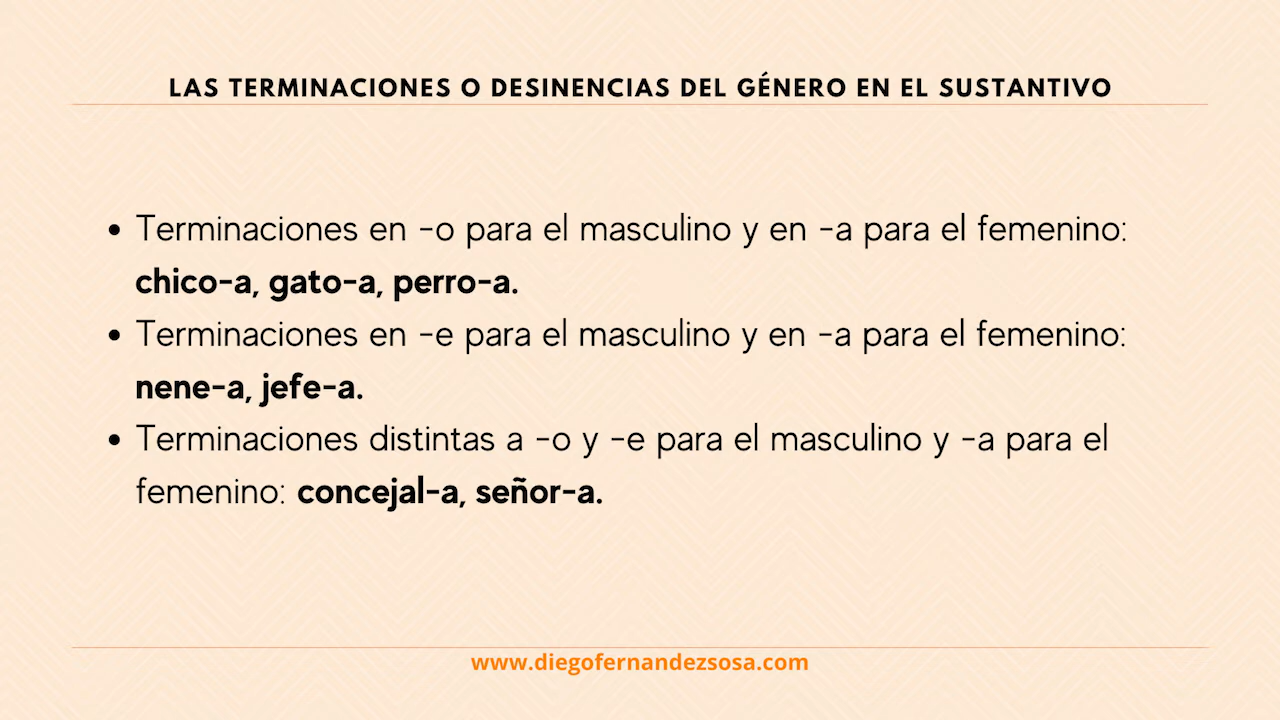 LAS TERMINACIONES O DESINENCIAS DEL GÉNERO EN EL SUSTANTIVO
• Terminaciones en -o para el masculino y en -a para el femenino:
chico-a, gato-a, perro-a.
• Terminaciones en -e para el masculino y en -a para el femenino:
nene-a, jefe-a.
• Terminaciones distintas a -o y -e para el masculino y -a para el
femenino: concejal-a, señor-a.
www.diegofernandezsosa.com